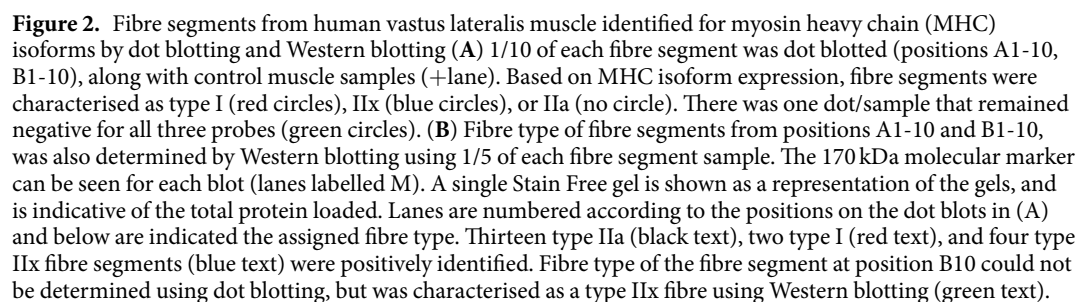 Figure 2. Fibre segments from human vastus lateralis muscle identified for myosin heavy chain (MHC)
isoforms by dot blotting and Western blotting (A) 1/10 of each fibre segment was dot blotted (positions A1-10,
B1-10), along with control muscle samples (+lane). Based on MHC isoform expression, fibre segments were
characterised as type I (red circles), IIx (blue circles), or IIa (no circle). There was one dot/sample that remained
negative for all three probes (green circles). (B) Fibre type of fibre segments from positions A1-10 and B1-10,
was also determined by Western blotting using 1/5 of each fibre segment sample. The 170 kDa molecular marker
can be seen for each blot (lanes labelled M). A single Stain Free gel is shown as a representation of the gels, and
is indicative of the total protein loaded. Lanes are numbered according to the positions on the dot blots in (A)
and below are indicated the assigned fibre type. Thirteen type IIa (black text), two type I (red text), and four type
IIx fibre segments (blue text) were positively identified. Fibre type of the fibre segment at position B10 could not
be determined using dot blotting, but was characterised as a type IIx fibre using Western blotting (green text).